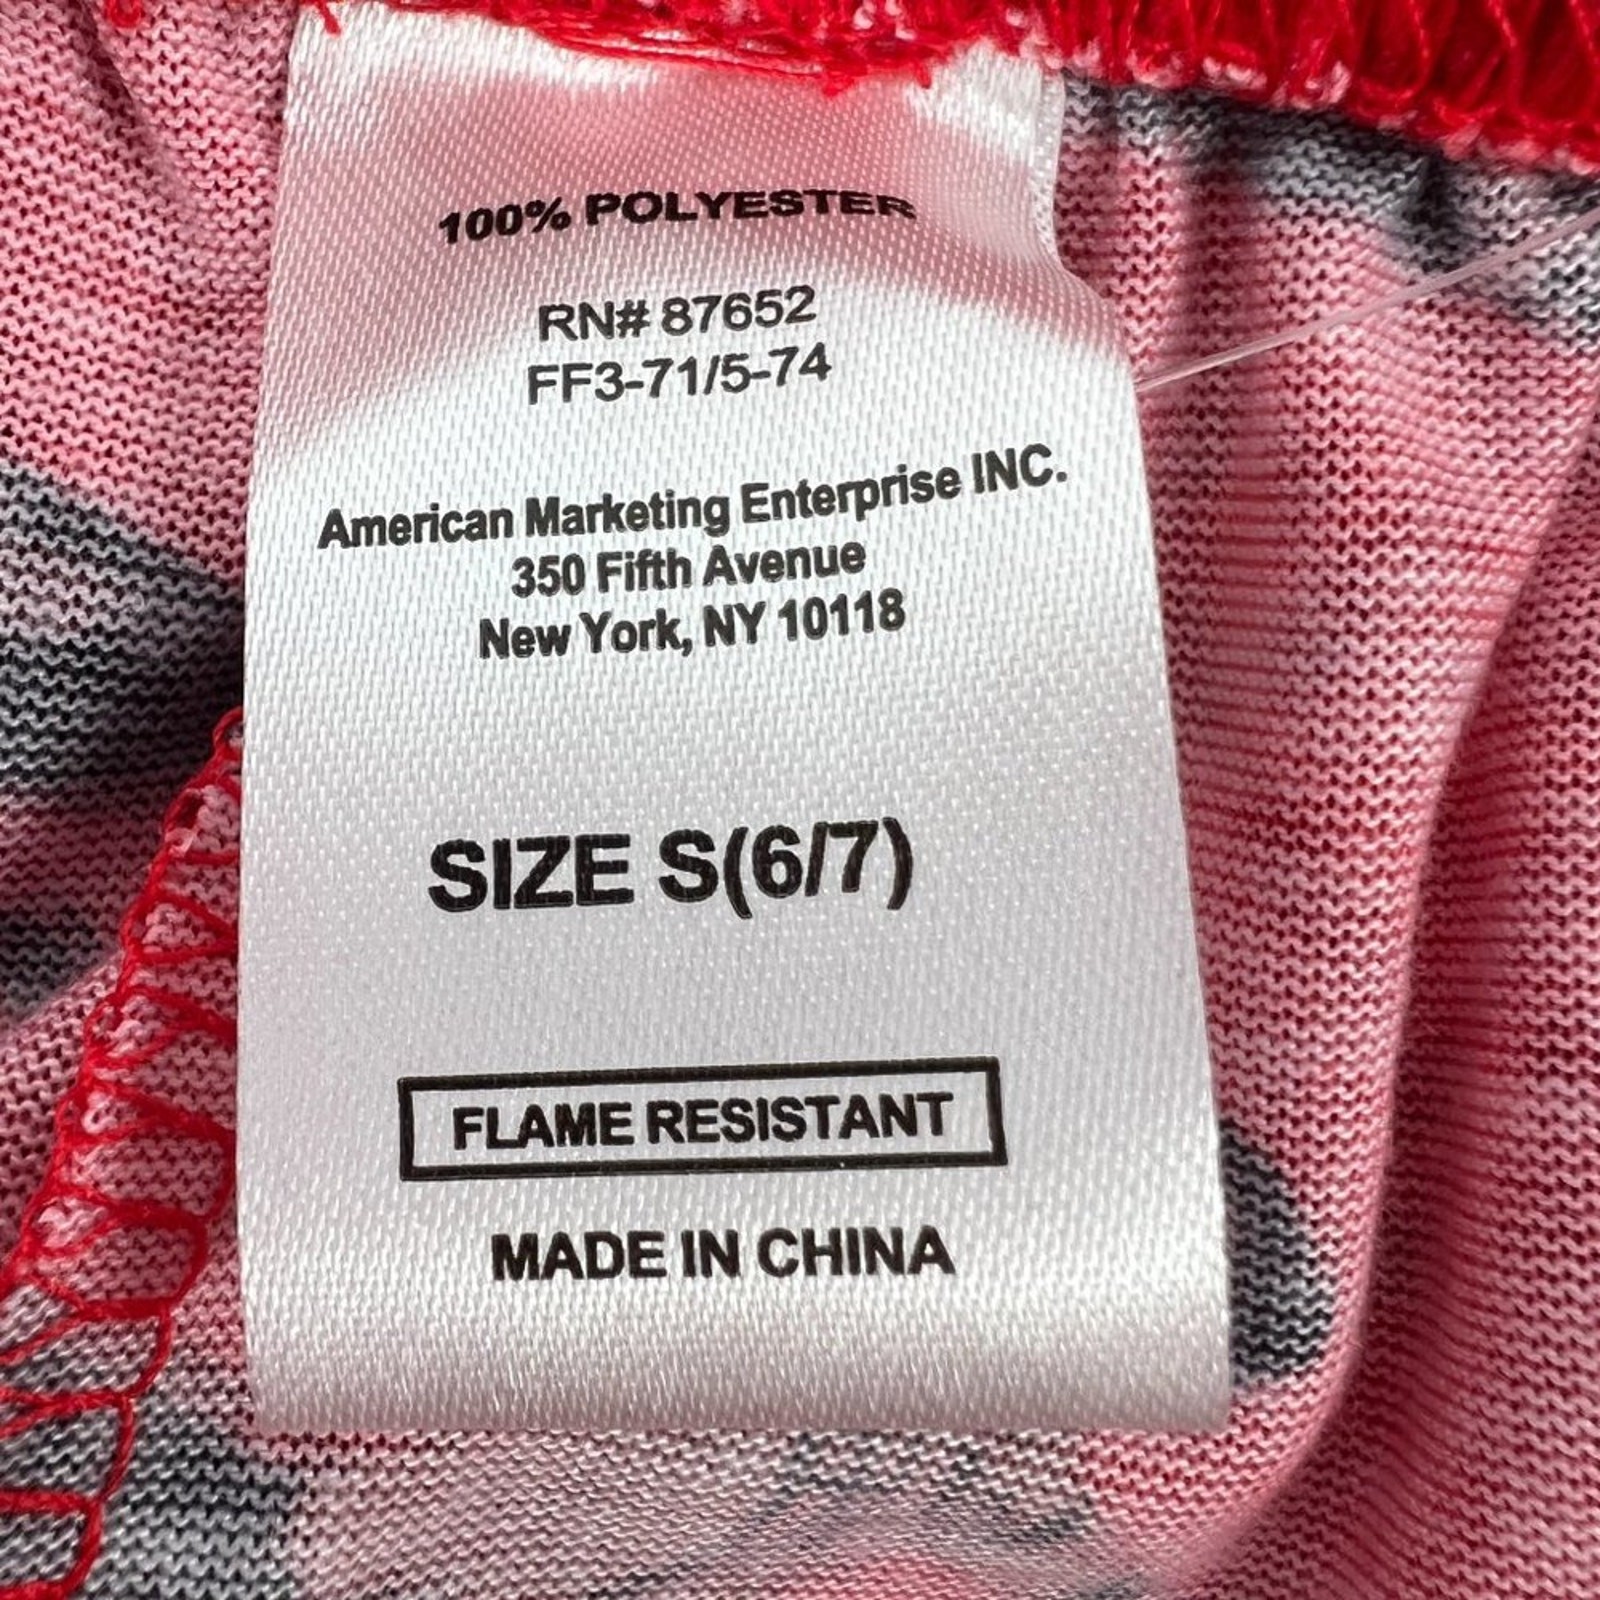 100% POLYESTER
RN# 87652
FF3-71/5-74
American Marketing Enterprise INC.
350 Fifth Avenue
New York, NY 10118
SIZE S(6/7)
FLAME RESISTANT
MADE IN CHINA